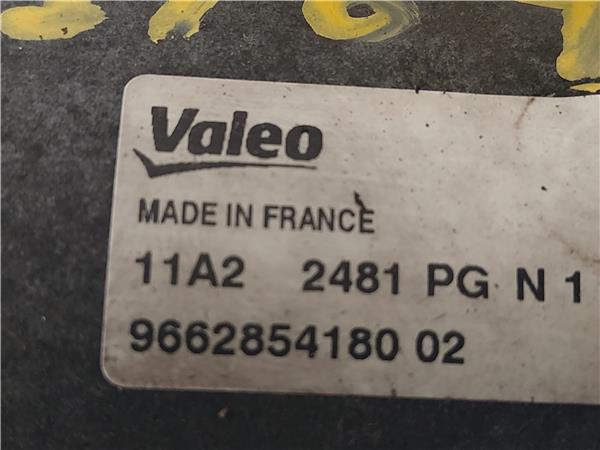 Valeo
MADE IN FRANCE
11A2 2481 PG N 1
9662854180 02